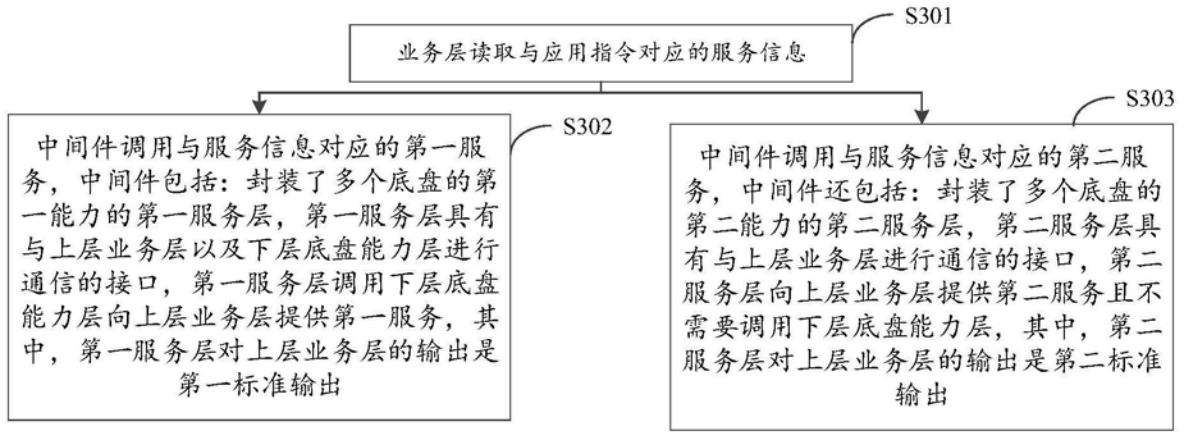 S301
业务层读取与应用指令对应的服务信息
S302
中间件调用与服务信息对应的第一服
务，中间件包括：封装了多个底盘的第
一能力的第一服务层，第一服务层具有
与上层业务层以及下层底盘能力层进行
通信的接口，第一服务层调用下层底盘
能力层向上层业务层提供第一服务，其
中，第一服务层对上层业务层的输出是
第一标准输出
S303
中间件调用与服务信息对应的第二服
务，中间件还包括：封装了多个底盘的
第二能力的第二服务层，第二服务层具
有与上层业务层进行通信的接口，第二
服务层向上层业务层提供第二服务且不
需要调用下层底盘能力层，其中，第二
服务层对上层业务层的输出是第二标准
输出